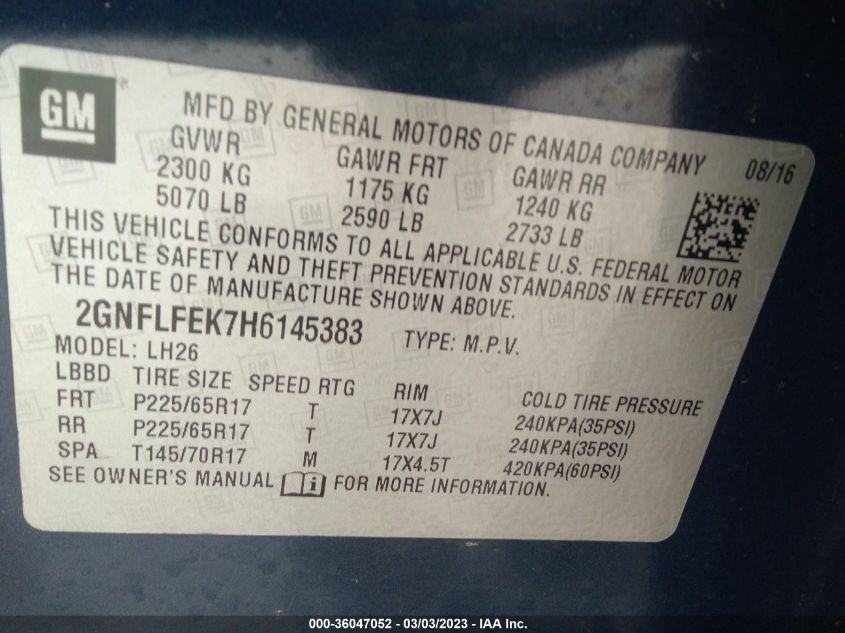 GM
MFD BY GENERAL MOTORS OF CANADA COMPANY 08/16
GVWR GAWR FRT GAWR RR
2300 KG 1175 KG 1240 KG
5070 LB 2590 LB 2733 LB
THIS VEHICLE CONFORMS TO ALL APPLICABLE U.S. FEDERAL MOTOR
VEHICLE SAFETY AND THEFT PREVENTION STANDARDS IN EFFECT ON
THE DATE OF MANUFACTURE SHOWN ABOVE.
2GNFLFEK7H6145383 TYPE: M.P.V.
MODEL: LH26
LBBD TIRE SIZE SPEED RTG RIM COLD TIRE PRESSURE
FRT P225/65R17 T 17X7J 240KPA(35PSI)
RR P225/65R17 T 17X7J 240KPA(35PSI)
SPA T145/70R17 M 17X4.5T 420KPA(60PSI)
SEE OWNER'S MANUAL i FOR MORE INFORMATION.
000-36047052 - 03/03/2023 - IAA Inc.